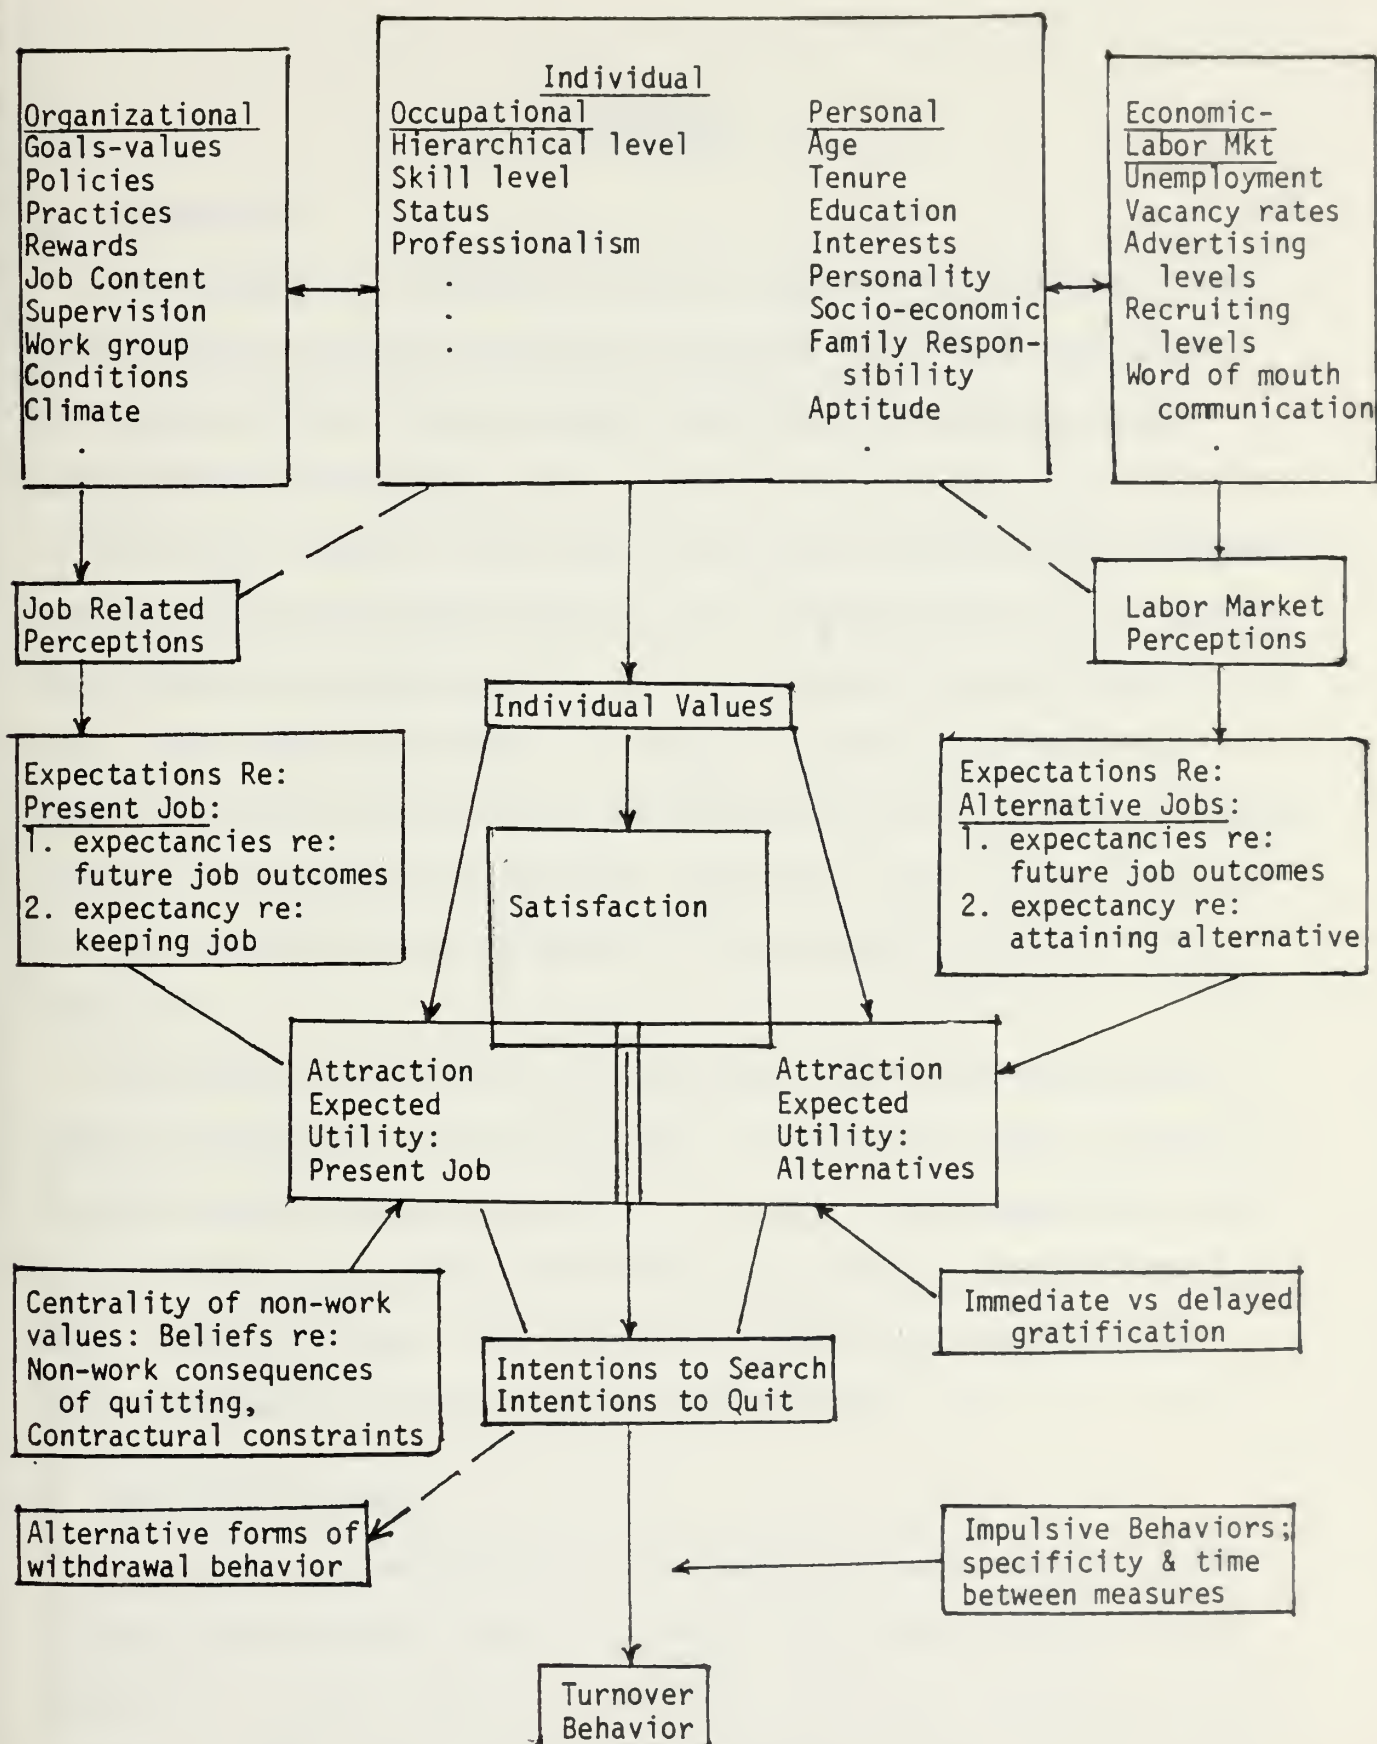 Organizational
Goals-values
Policies
Practices
Rewards
Job Content
Supervision
Work group
Conditions
Climate
.
Individual
Occupational
Hierarchical level
Skill level
Status
Professionalism
.
.
.
Personal
Age
Tenure
Education
Interests
Personality
Socio-economic
Family Respon-
sibility
Aptitude
.
Economic-
Labor Mkt
Unemployment
Vacancy rates
Advertising
levels
Recruiting
levels
Word of mouth
communication
.
Job Related
Perceptions
Labor Market
Perceptions
Individual Values
Expectations Re:
Present Job:
1. expectancies re:
future job outcomes
2. expectancy re:
keeping job
Satisfaction
Expectations Re:
Alternative Jobs:
1. expectancies re:
future job outcomes
2. expectancy re:
attaining alternative
Attraction
Expected
Utility:
Present Job
Attraction
Expected
Utility:
Alternatives
Centrality of non-work
values: Beliefs re:
Non-work consequences
of quitting,
Contractural constraints
Intentions to Search
Intentions to Quit
Immediate vs delayed
gratification
Alternative forms of
withdrawal behavior
Impulsive Behaviors;
specificity & time
between measures
Turnover
Behavior